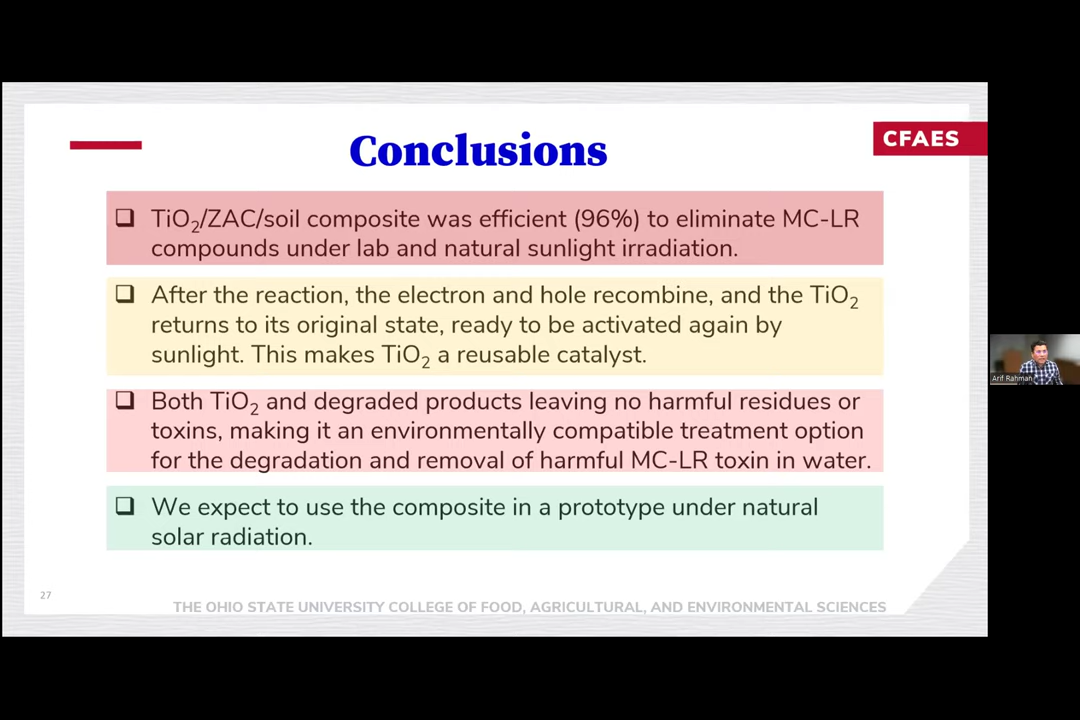 CFAES
Conclusions
❑ TiO₂/ZAC/soil composite was efficient (96%) to eliminate MC-LR
compounds under lab and natural sunlight irradiation.
❑ After the reaction, the electron and hole recombine, and the TiO₂
returns to its original state, ready to be activated again by
sunlight. This makes TiO₂ a reusable catalyst.
❑ Both TiO₂ and degraded products leaving no harmful residues or
toxins, making it an environmentally compatible treatment option
for the degradation and removal of harmful MC-LR toxin in water.
❑ We expect to use the composite in a prototype under natural
solar radiation.
27
THE OHIO STATE UNIVERSITY COLLEGE OF FOOD, AGRICULTURAL, AND ENVIRONMENTAL SCIENCES
Arif Rahman